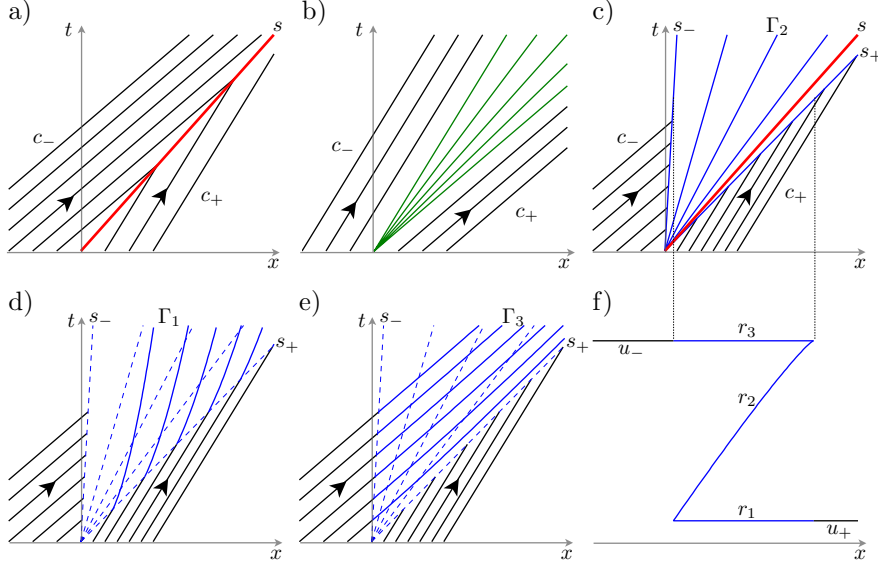 a)
t
s
c₋
c₊
x
b)
t
c₋
c₊
x
c)
t
s₋
Γ₂
s
s₊
c₋
c₊
x
d)
t
s₋
Γ₁
s₊
x
e)
t
s₋
Γ₃
s₊
x
f)
u₋
r₃
r₂
r₁
u₊
x